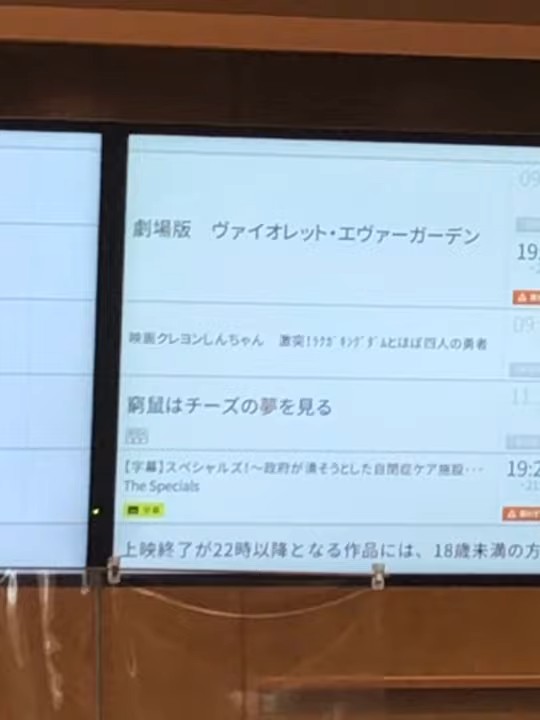 劇場版 ヴァイオレット・エヴァーガーデン
19:
映画クレヨンしんちゃん 激突!ラクガキングダムとほぼ四人の勇者
09:
窮鼠はチーズの夢を見る
11:
【字幕】スペシャルズ!～政府が潰そうとした自閉症ケア施設･･･
19:2
The Specials
字幕
上映終了が22時以降となる作品には、18歳未満の方